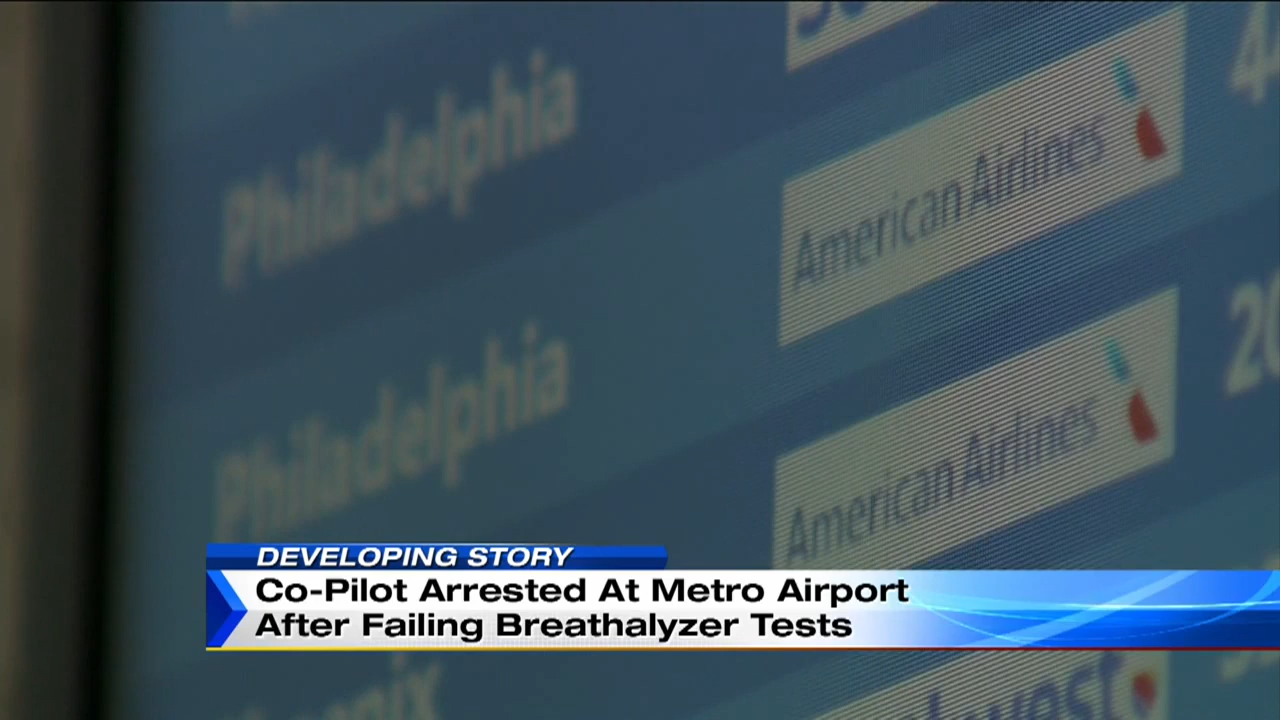 Philadelphia
American Airlines
Philadelphia
American Airlines
DEVELOPING STORY
Co-Pilot Arrested At Metro Airport
After Failing Breathalyzer Tests